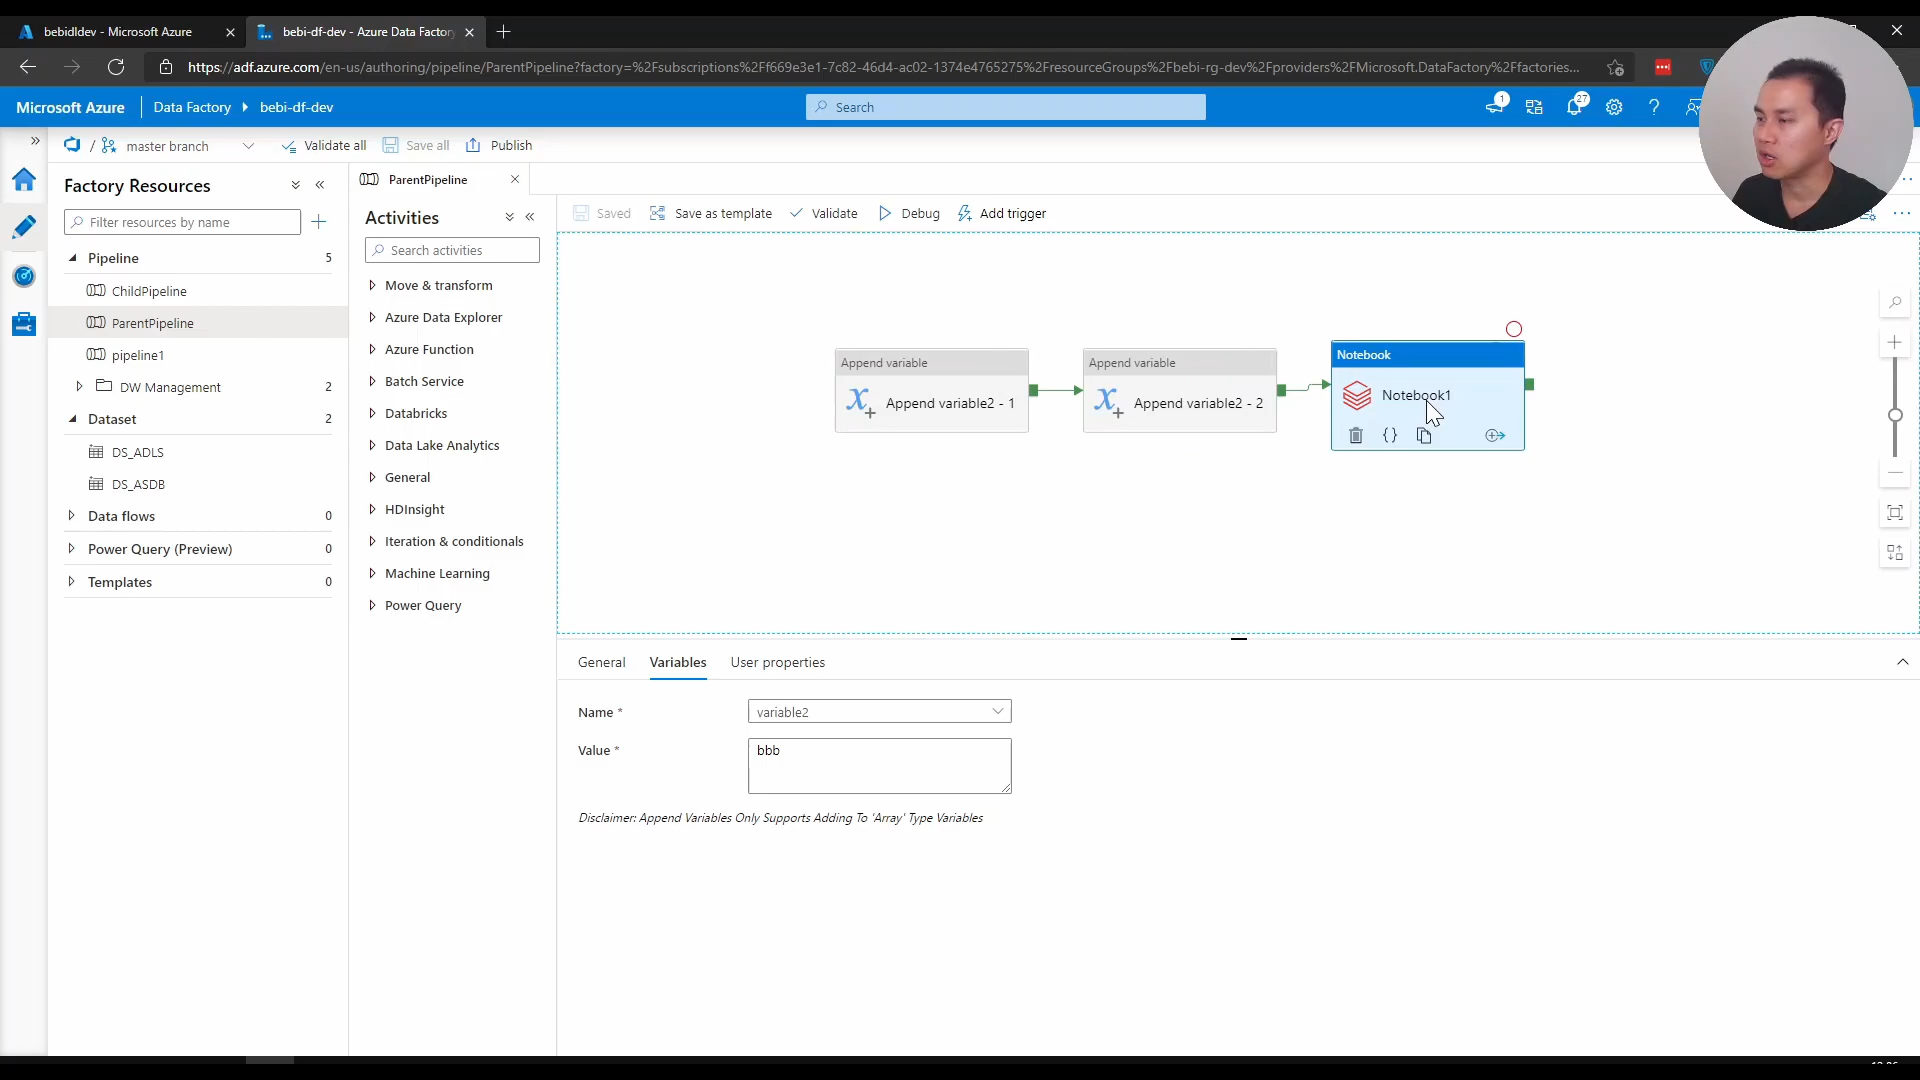 bebidldev - Microsoft Azure
bebi-df-dev - Azure Data Factory
https://adf.azure.com/en-us/authoring/pipeline/ParentPipeline?factory=%2Fsubscriptions%2Ff669e3e1-7c82-46d4-ac02-1374e4765275%2FresourceGroups%2Fbebi-rg-dev%2Fproviders%2FMicrosoft.DataFactory%2Ffactories...
Microsoft Azure
Data Factory
bebi-df-dev
Search
1
27
/ master branch
Validate all
Save all
Publish
Factory Resources
Filter resources by name
Pipeline 5
ChildPipeline
ParentPipeline
pipeline1
DW Management 2
Dataset 2
DS_ADLS
DS_ASDB
Data flows 0
Power Query (Preview) 0
Templates 0
ParentPipeline
Activities
Search activities
Move & transform
Azure Data Explorer
Azure Function
Batch Service
Databricks
Data Lake Analytics
General
HDInsight
Iteration & conditionals
Machine Learning
Power Query
Saved
Save as template
Validate
Debug
Add trigger
Append variable
Append variable2 - 1
Append variable
Append variable2 - 2
Notebook
Notebook1
General
Variables
User properties
Name *
variable2
Value *
bbb
Disclaimer: Append Variables Only Supports Adding To 'Array' Type Variables